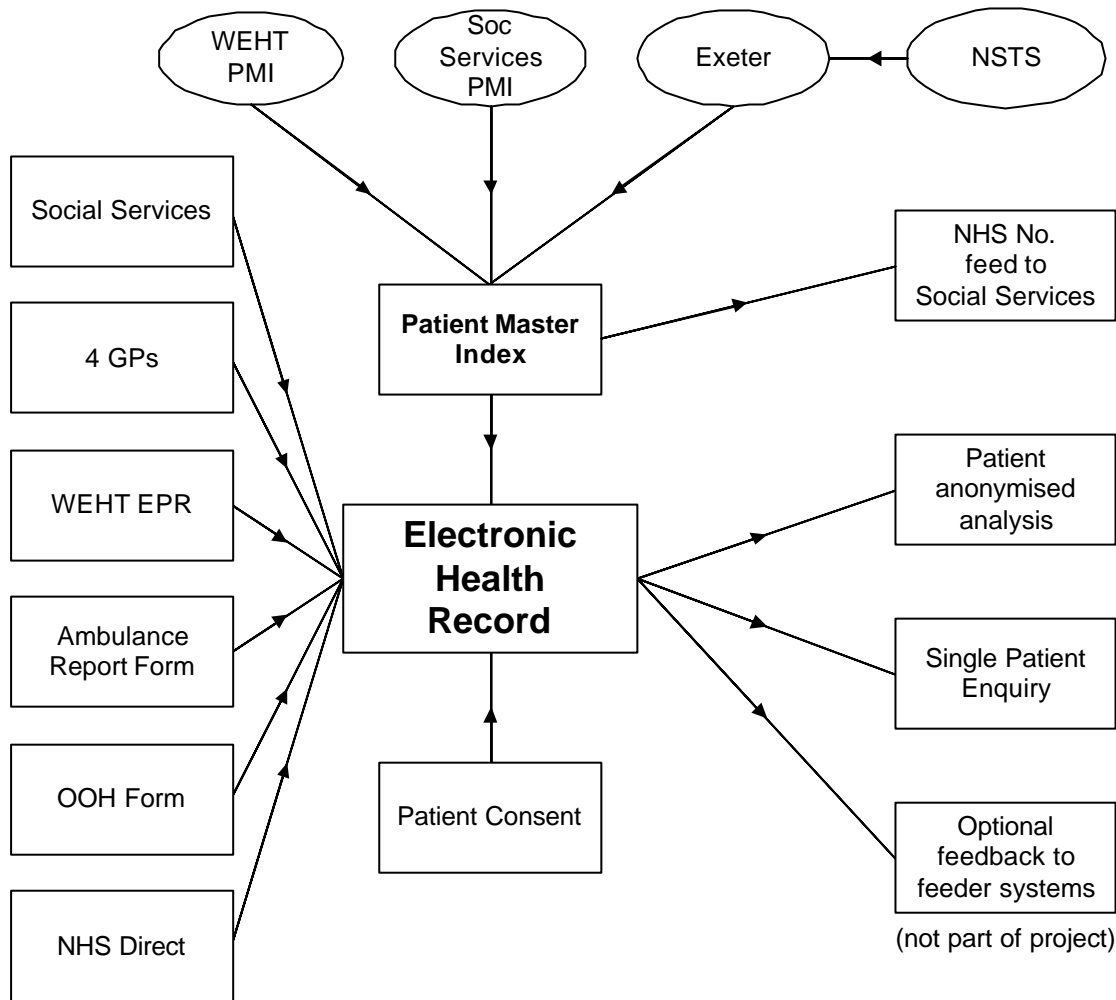 WEHT
PMI
Soc
Services
PMI
Exeter
NSTS
Social Services
NHS No.
feed to
Social Services
Patient Master
Index
4 GPs
Patient
anonymised
analysis
WEHT EPR
Electronic
Health
Record
Ambulance
Report Form
Single Patient
Enquiry
OOH Form
Patient Consent
Optional
feedback to
feeder systems
(not part of project)
NHS Direct